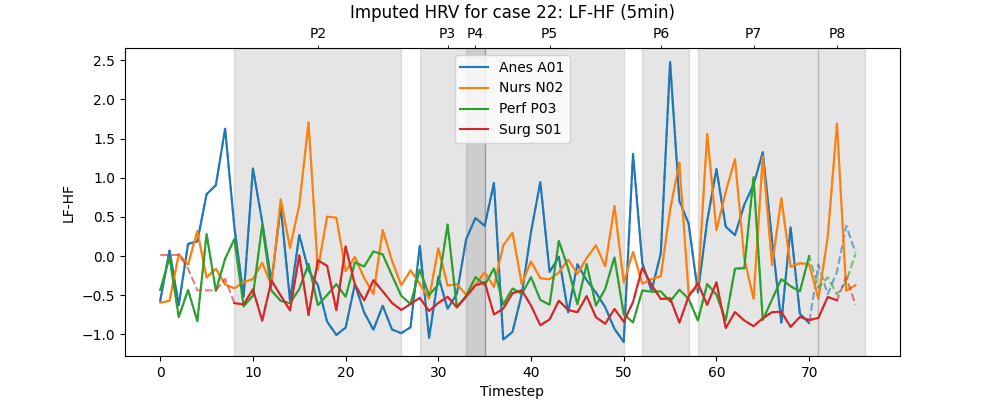 Imputed HRV for case 22: LF-HF (5min)
P2 P3 P4 P5 P6 P7 P8
Anes A01
Nurs N02
Perf P03
Surg S01
LF-HF
2.5
2.0
1.5
1.0
0.5
0.0
−0.5
−1.0
0 10 20 30 40 50 60 70
Timestep